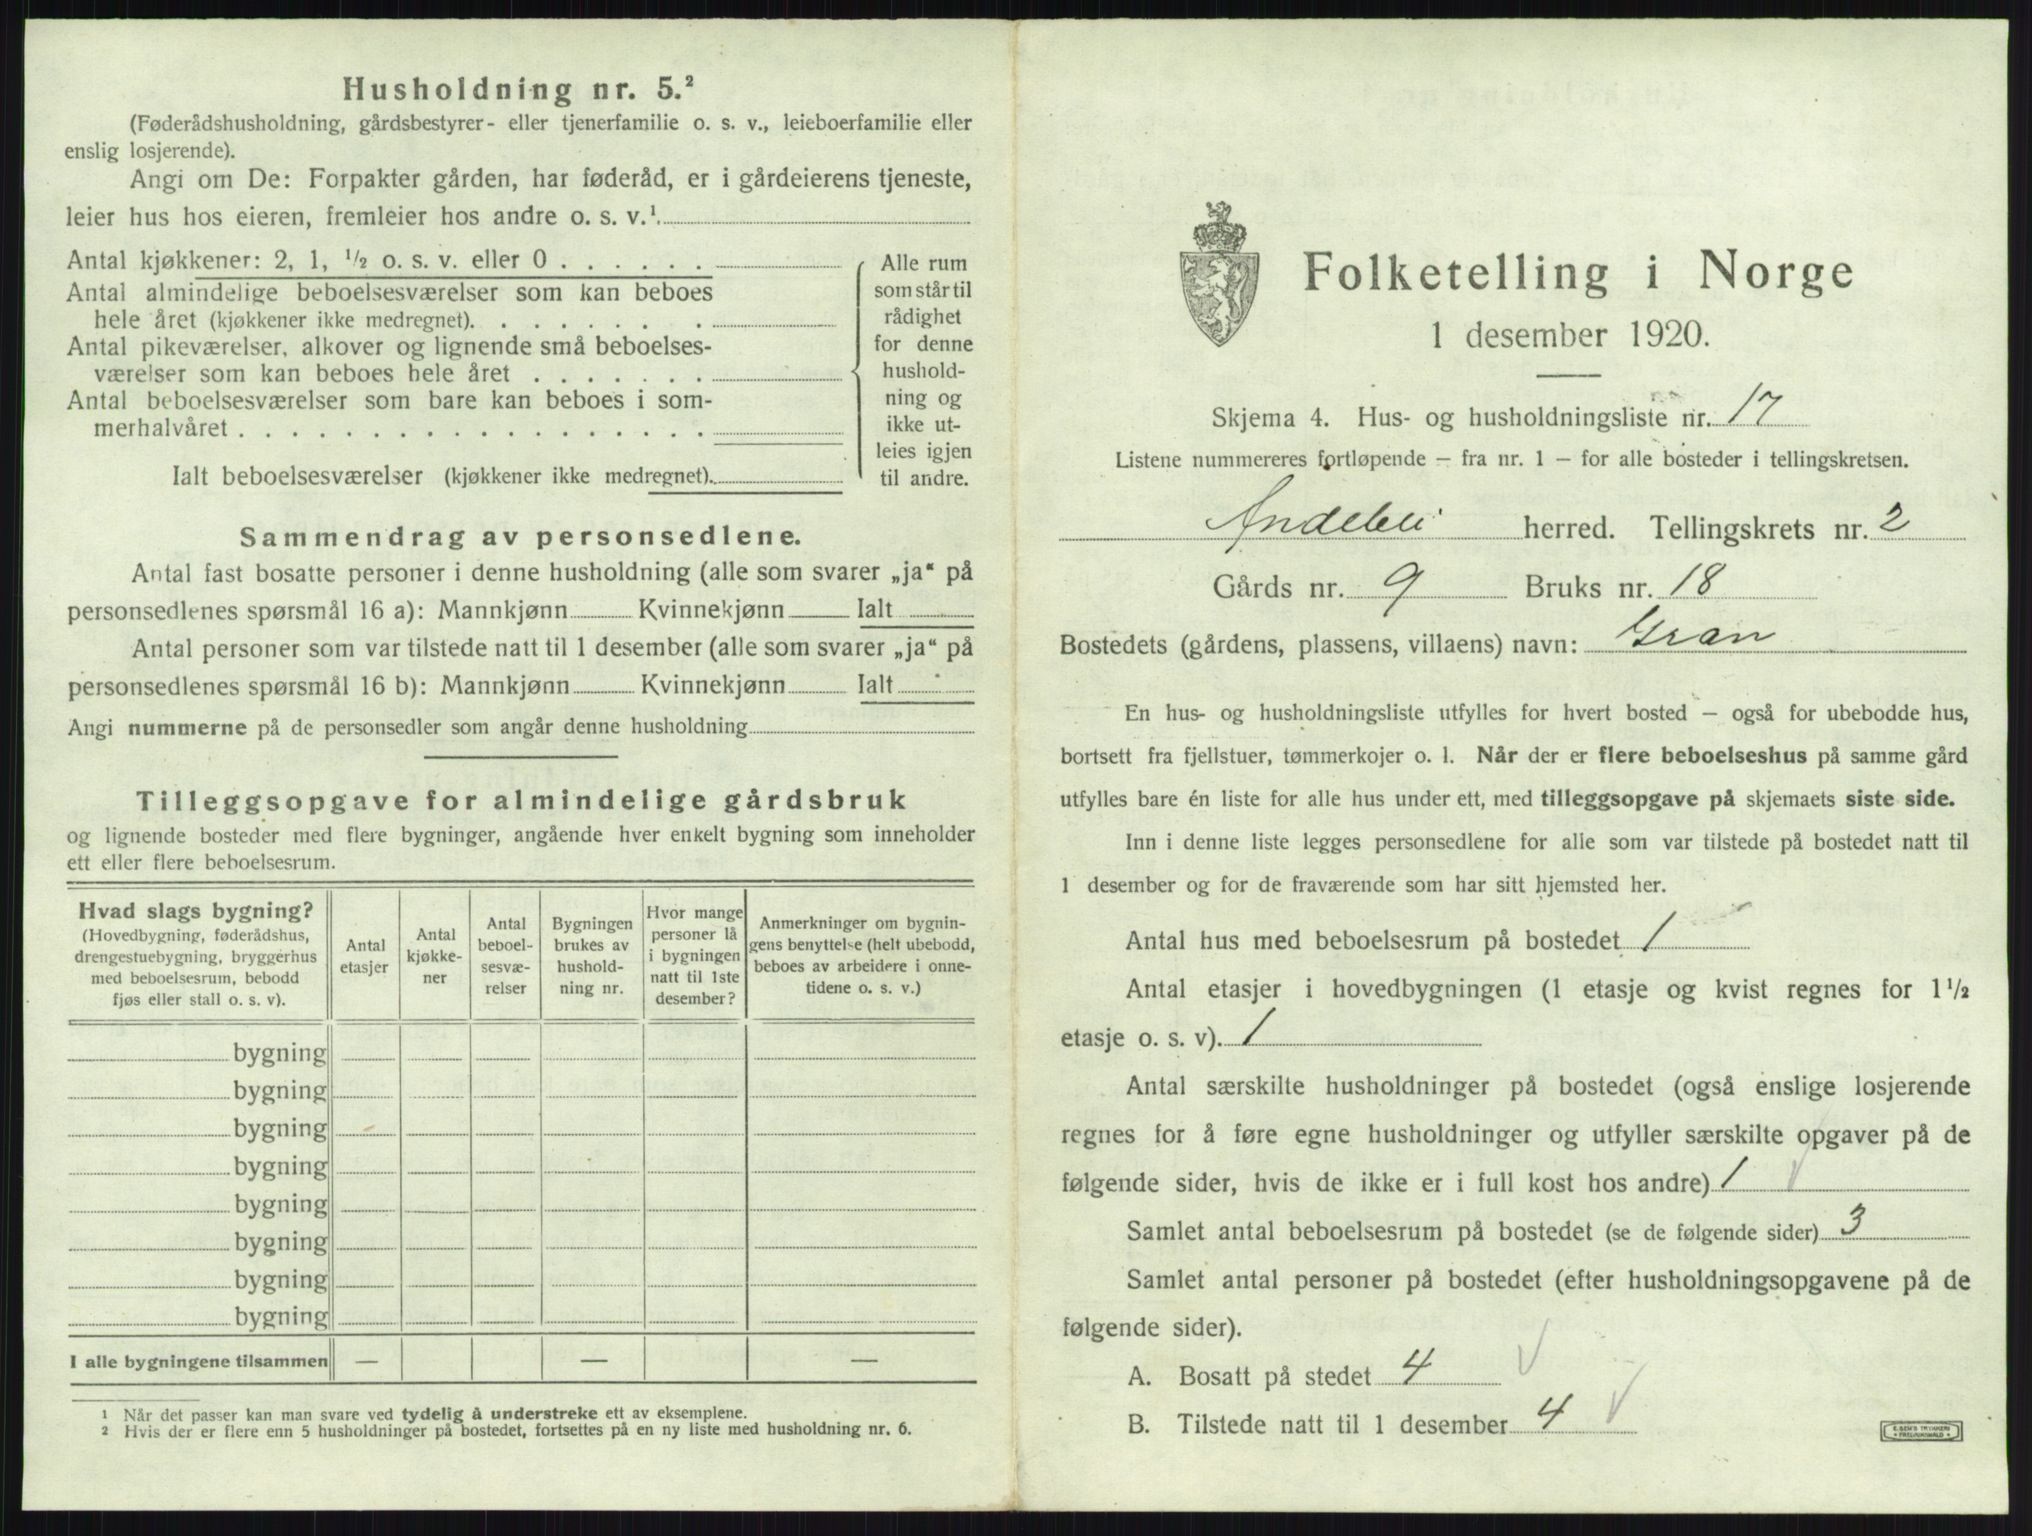 Husholdning nr. 5.²
(Føderådshusholdning, gårdsbestyrer- eller tjenerfamilie o. s. v., leieboerfamilie eller
enslig losjerende).
Angi om De: Forpakter gården, har føderåd, er i gårdeierens tjeneste,
leier hus hos eieren, fremleier hos andre o. s. v.¹
Antal kjøkkener: 2, 1, ½ o. s. v. eller 0 . . . . . .
Antal almindelige beboelsesværelser som kan beboes
hele året (kjøkkener ikke medregnet). . . . . . . .
Antal pikeværelser, alkover og lignende små beboelses-
værelser som kan beboes hele året . . . . . . .
Antal beboelsesværelser som bare kan beboes i som-
merhalvåret . . . . . . . . . . . . . . . . . .
Ialt beboelsesværelser (kjøkkener ikke medregnet).
Alle rum
som står til
rådighet
for denne
hushold-
ning og
ikke ut-
leies igjen
til andre.
Sammendrag av personsedlene.
Antal fast bosatte personer i denne husholdning (alle som svarer „ja“ på
personsedlenes spørsmål 16 a): Mannkjønn Kvinnekjønn Ialt
Antal personer som var tilstede natt til 1 desember (alle som svarer „ja“ på
personsedlenes spørsmål 16 b): Mannkjønn Kvinnekjønn Ialt
Angi nummerne på de personsedler som angår denne husholdning
Tilleggsopgave for almindelige gårdsbruk
og lignende bosteder med flere bygninger, angående hver enkelt bygning som inneholder
ett eller flere beboelsesrum.
Hvad slags bygning?
(Hovedbygning, føderådshus,
drengestuebygning, bryggerhus
med beboelsesrum, bebodd
fjøs eller stall o. s. v).
Antal
etasjer
Antal
kjøkke-
ner
Antal
beboel-
sesvæ-
relser
Bygningen
brukes av
hushold-
ning nr.
Hvor mange
personer lå
i bygningen
natt til 1ste
desember?
Anmerkninger om bygnin-
gens benyttelse (helt ubebodd,
beboes av arbeidere i onne-
tidene o. s. v.)
bygning
bygning
bygning
bygning
bygning
bygning
bygning
bygning
I alle bygningene tilsammen — — —
¹ Når det passer kan man svare ved tydelig å understreke ett av eksemplene.
² Hvis der er flere enn 5 husholdninger på bostedet, fortsettes på en ny liste med husholdning nr. 6.
Folketelling i Norge
1 desember 1920.
Skjema 4. Hus- og husholdningsliste nr. 17
Listene nummereres fortløpende — fra nr. 1 — for alle bosteder i tellingskretsen.
Andebu herred. Tellingskrets nr. 2
Gårds nr. 9 Bruks nr. 18
Bostedets (gårdens, plassens, villaens) navn: Gran
En hus- og husholdningsliste utfylles for hvert bosted — også for ubebodde hus,
bortsett fra fjellstuer, tømmerkojer o. l. Når der er flere beboelseshus på samme gård
utfylles bare én liste for alle hus under ett, med tilleggsopgave på skjemaets siste side.
Inn i denne liste legges personsedlene for alle som var tilstede på bostedet natt til
1 desember og for de fraværende som har sitt hjemsted her.
Antal hus med beboelsesrum på bostedet 1
Antal etasjer i hovedbygningen (1 etasje og kvist regnes for 1½
etasje o. s. v). 1
Antal særskilte husholdninger på bostedet (også enslige losjerende
regnes for å føre egne husholdninger og utfyller særskilte opgaver på de
følgende sider, hvis de ikke er i full kost hos andre) 1
Samlet antal beboelsesrum på bostedet (se de følgende sider) 3
Samlet antal personer på bostedet (efter husholdningsopgavene på de
følgende sider).
A. Bosatt på stedet 4
B. Tilstede natt til 1 desember 4